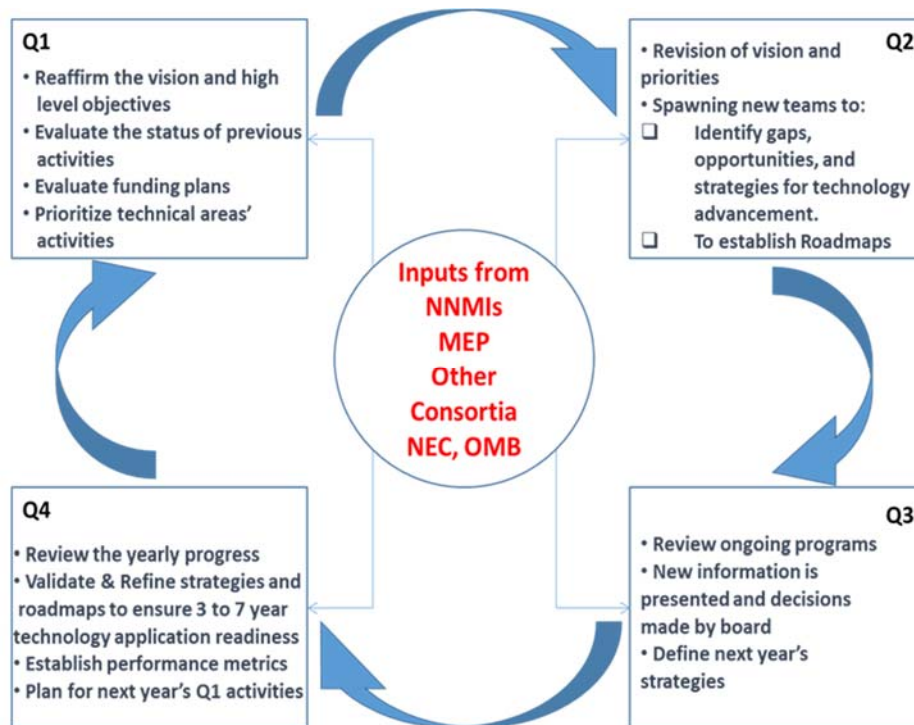 Q1
• Reaffirm the vision and high
level objectives
• Evaluate the status of previous
activities
• Evaluate funding plans
• Prioritize technical areas’
activities
Q2
• Revision of vision and
priorities
• Spawning new teams to:
❑ Identify gaps,
opportunities, and
strategies for technology
advancement.
❑ To establish Roadmaps
Inputs from
NNMIs
MEP
Other
Consortia
NEC, OMB
Q4
• Review the yearly progress
• Validate & Refine strategies and
roadmaps to ensure 3 to 7 year
technology application readiness
• Establish performance metrics
• Plan for next year’s Q1 activities
Q3
• Review ongoing programs
• New information is
presented and decisions
made by board
• Define next year’s
strategies